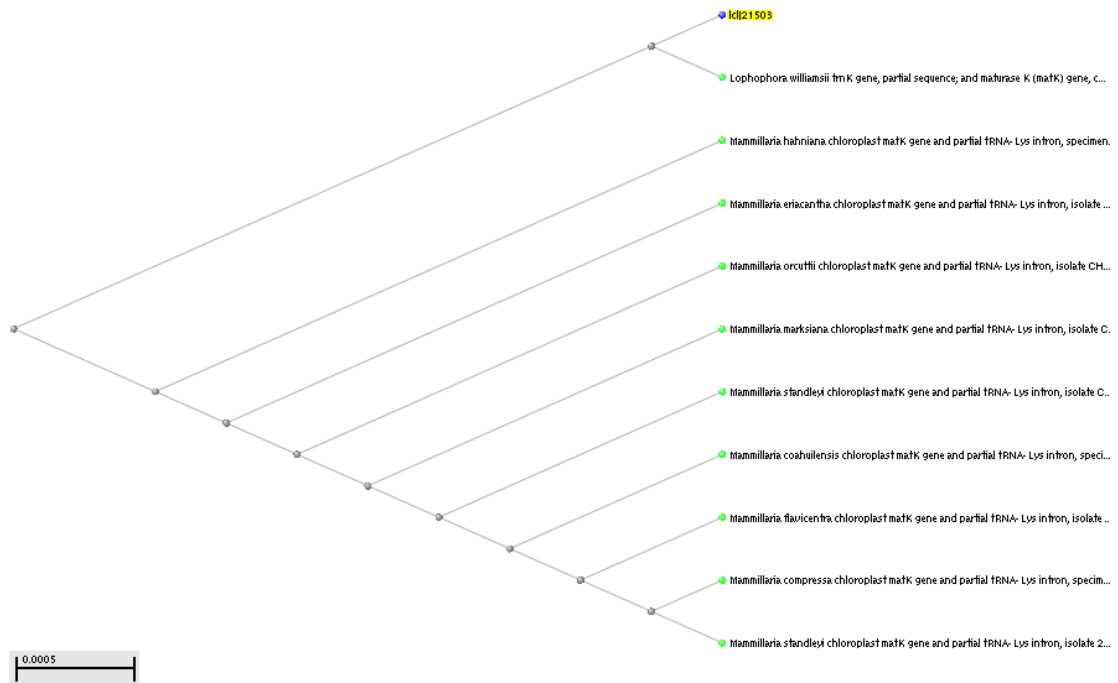 lcl|21503
Lophophora williamsii trnK gene, partial sequence; and maturase K (matK) gene, c...
Mammillaria hahniana chloroplast matK gene and partial tRNA- Lys intron, specimen.
Mammillaria eriacantha chloroplast matK gene and partial tRNA- Lys intron, isolate ...
Mammillaria orcuttii chloroplast matK gene and partial tRNA- Lys intron, isolate CH...
Mammillaria marksiana chloroplast matK gene and partial tRNA- Lys intron, isolate C.
Mammillaria standleyi chloroplast matK gene and partial tRNA- Lys intron, isolate C..
Mammillaria coahuilensis chloroplast matK gene and partial tRNA- Lys intron, speci...
Mammillaria flavicentra chloroplast matK gene and partial tRNA- Lys intron, isolate ..
Mammillaria compressa chloroplast matK gene and partial tRNA- Lys intron, specim...
Mammillaria standleyi chloroplast matK gene and partial tRNA- Lys intron, isolate 2...
0.0005